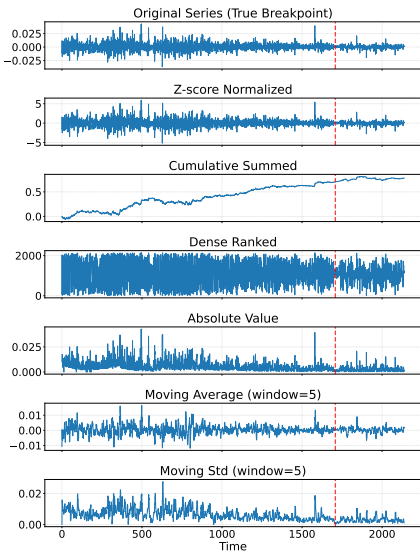 Original Series (True Breakpoint)
0.025
0.000
−0.025
Z-score Normalized
5
0
−5
Cumulative Summed
0.5
0.0
Dense Ranked
2000
0
Absolute Value
0.025
0.000
Moving Average (window=5)
0.01
0.00
−0.01
Moving Std (window=5)
0.02
0.00
0 500 1000 1500 2000
Time